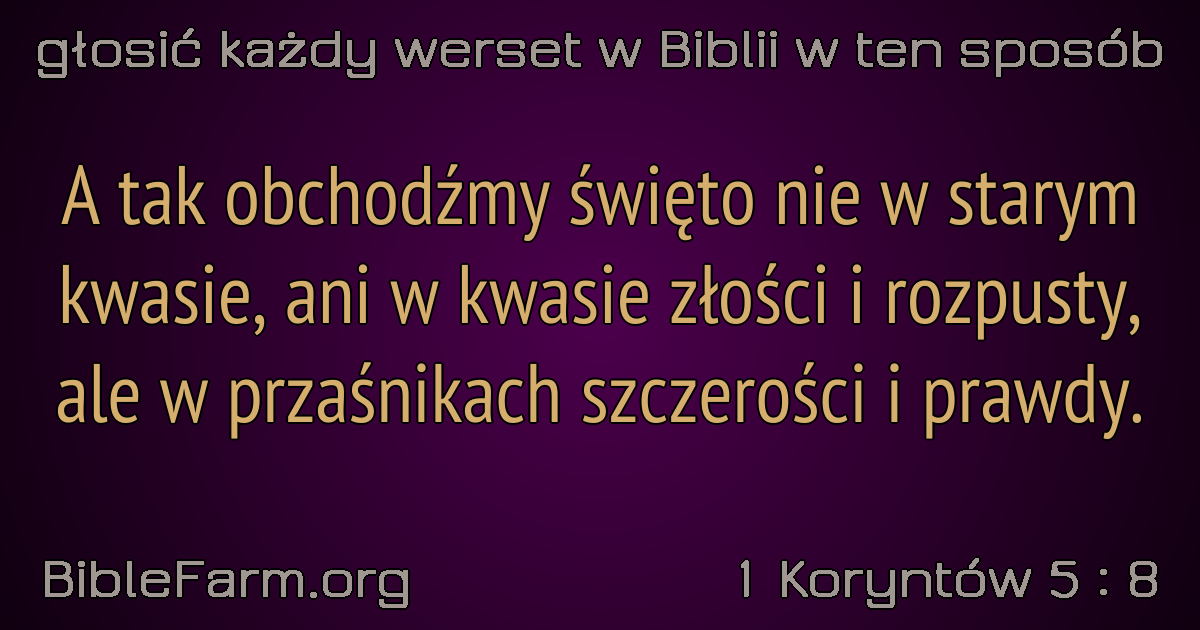 głosić każdy werset w Biblii w ten sposób
A tak obchodźmy święto nie w starym
kwasie, ani w kwasie złości i rozpusty,
ale w przaśnikach szczerości i prawdy.
BibleFarm.org
1 Koryntów 5 : 8